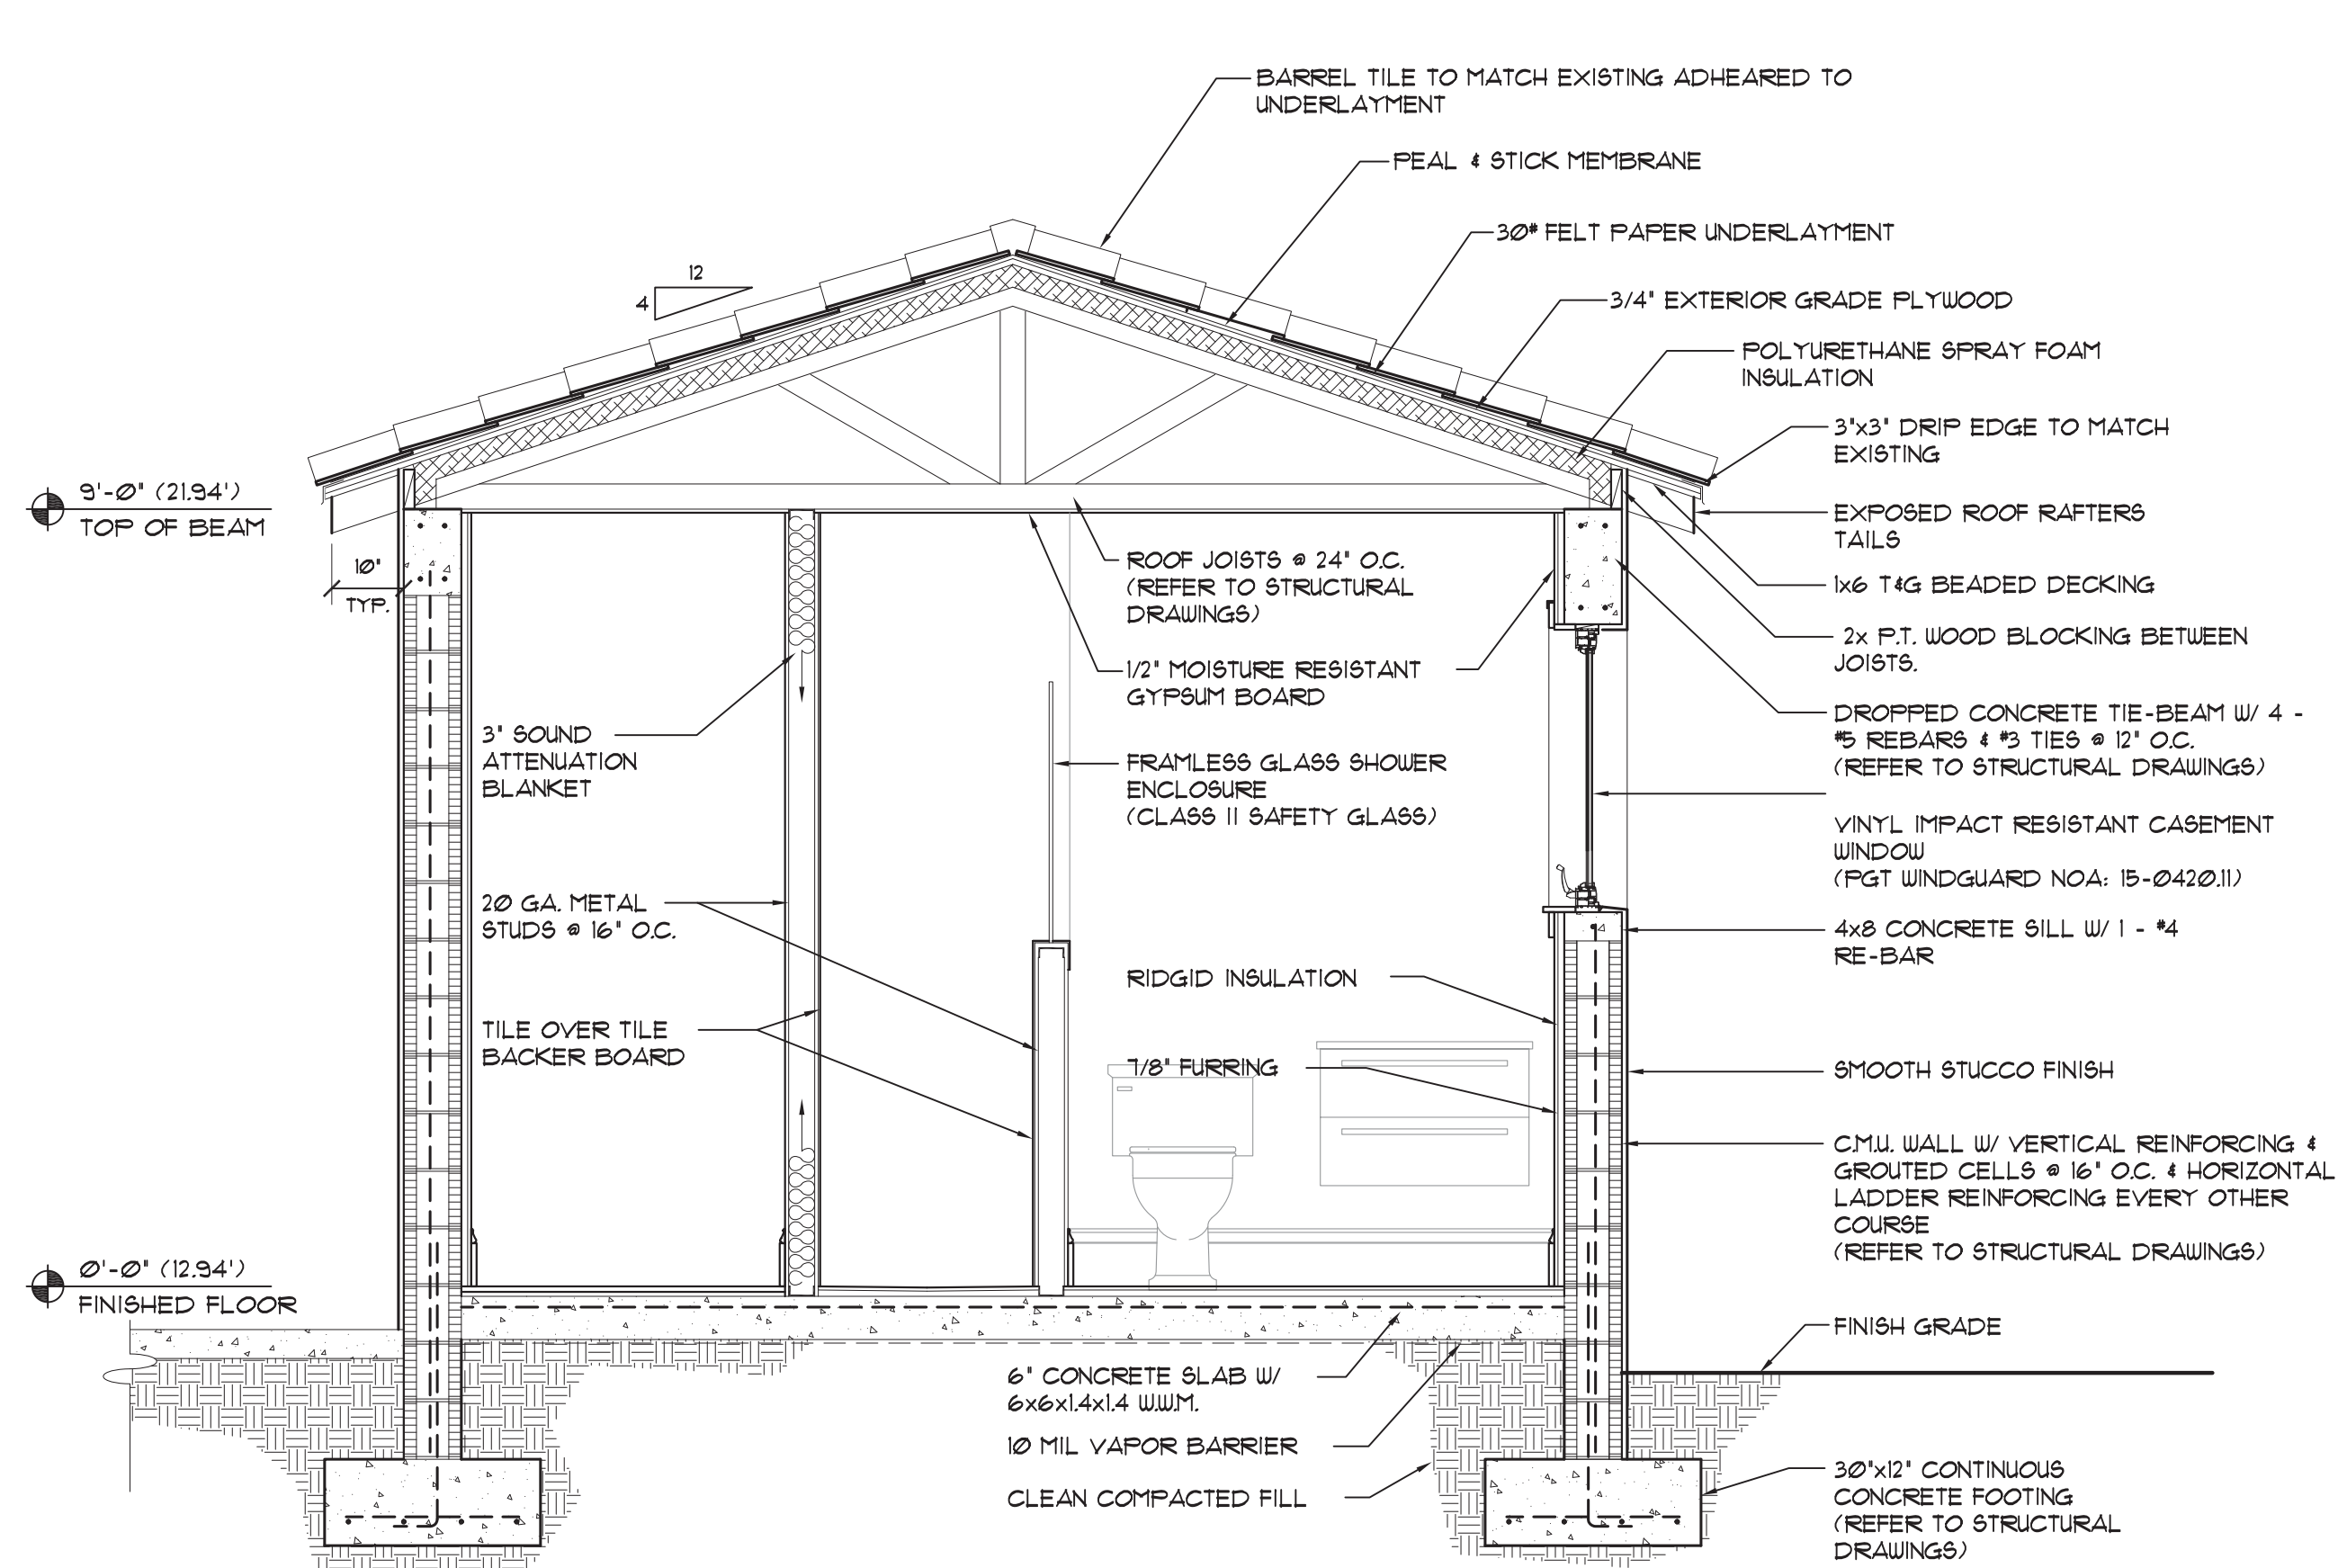 BARREL TILE TO MATCH EXISTING ADHEARED TO
UNDERLAYMENT
PEAL & STICK MEMBRANE
30# FELT PAPER UNDERLAYMENT
12
4
3/4" EXTERIOR GRADE PLYWOOD
POLYURETHANE SPRAY FOAM
INSULATION
3"x3" DRIP EDGE TO MATCH
EXISTING
9'-0" (21.94')
TOP OF BEAM
EXPOSED ROOF RAFTERS
TAILS
10"
TYP.
ROOF JOISTS @ 24" O.C.
(REFER TO STRUCTURAL
DRAWINGS)
1x6 T&G BEADED DECKING
2x P.T. WOOD BLOCKING BETWEEN
JOISTS.
1/2" MOISTURE RESISTANT
GYPSUM BOARD
DROPPED CONCRETE TIE-BEAM W/ 4 -
#5 REBARS & #3 TIES @ 12" O.C.
(REFER TO STRUCTURAL DRAWINGS)
3" SOUND
ATTENUATION
BLANKET
FRAMLESS GLASS SHOWER
ENCLOSURE
(CLASS II SAFETY GLASS)
VINYL IMPACT RESISTANT CASEMENT
WINDOW
(PGT WINDGUARD NOA: 15-0420.11)
20 GA. METAL
STUDS @ 16" O.C.
4x8 CONCRETE SILL W/ 1 - #4
RE-BAR
RIDGID INSULATION
TILE OVER TILE
BACKER BOARD
7/8" FURRING
SMOOTH STUCCO FINISH
C.M.U. WALL W/ VERTICAL REINFORCING &
GROUTED CELLS @ 16" O.C. & HORIZONTAL
LADDER REINFORCING EVERY OTHER
COURSE
(REFER TO STRUCTURAL DRAWINGS)
0'-0" (12.94')
FINISHED FLOOR
FINISH GRADE
6" CONCRETE SLAB W/
6x6x1.4x1.4 W.W.M.
10 MIL VAPOR BARRIER
CLEAN COMPACTED FILL
30"x12" CONTINUOUS
CONCRETE FOOTING
(REFER TO STRUCTURAL
DRAWINGS)